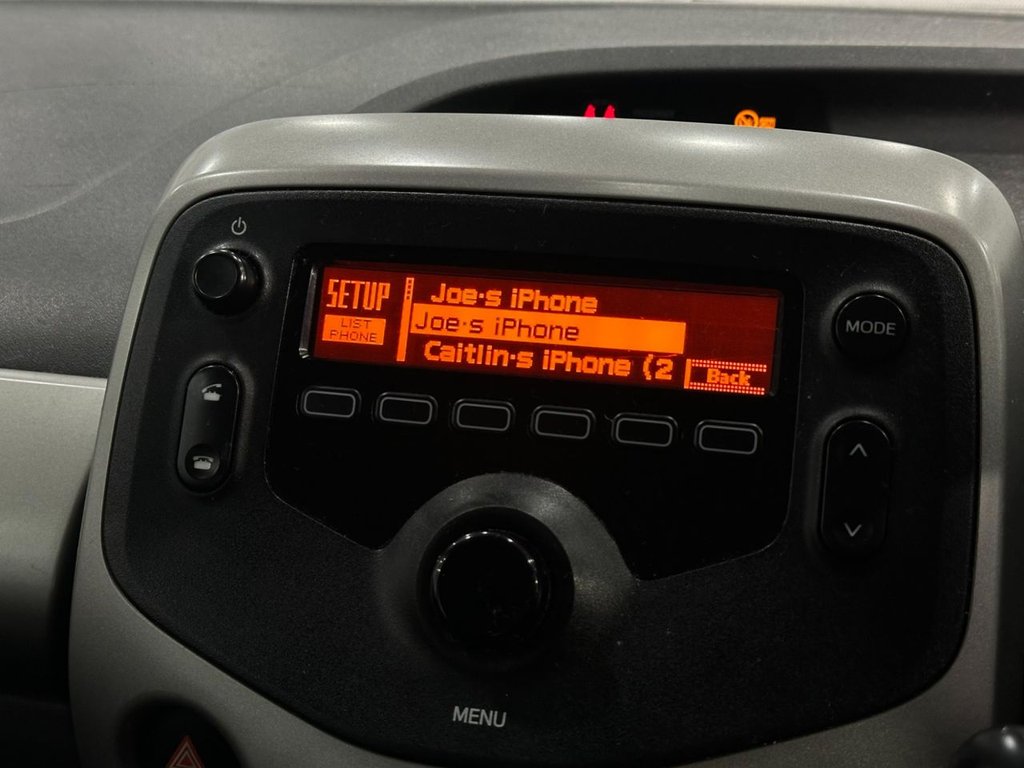 SETUP
LIST
PHONE
Joe·s iPhone
Joe·s iPhone
Caitlin·s iPhone (2
Back
MODE
MENU